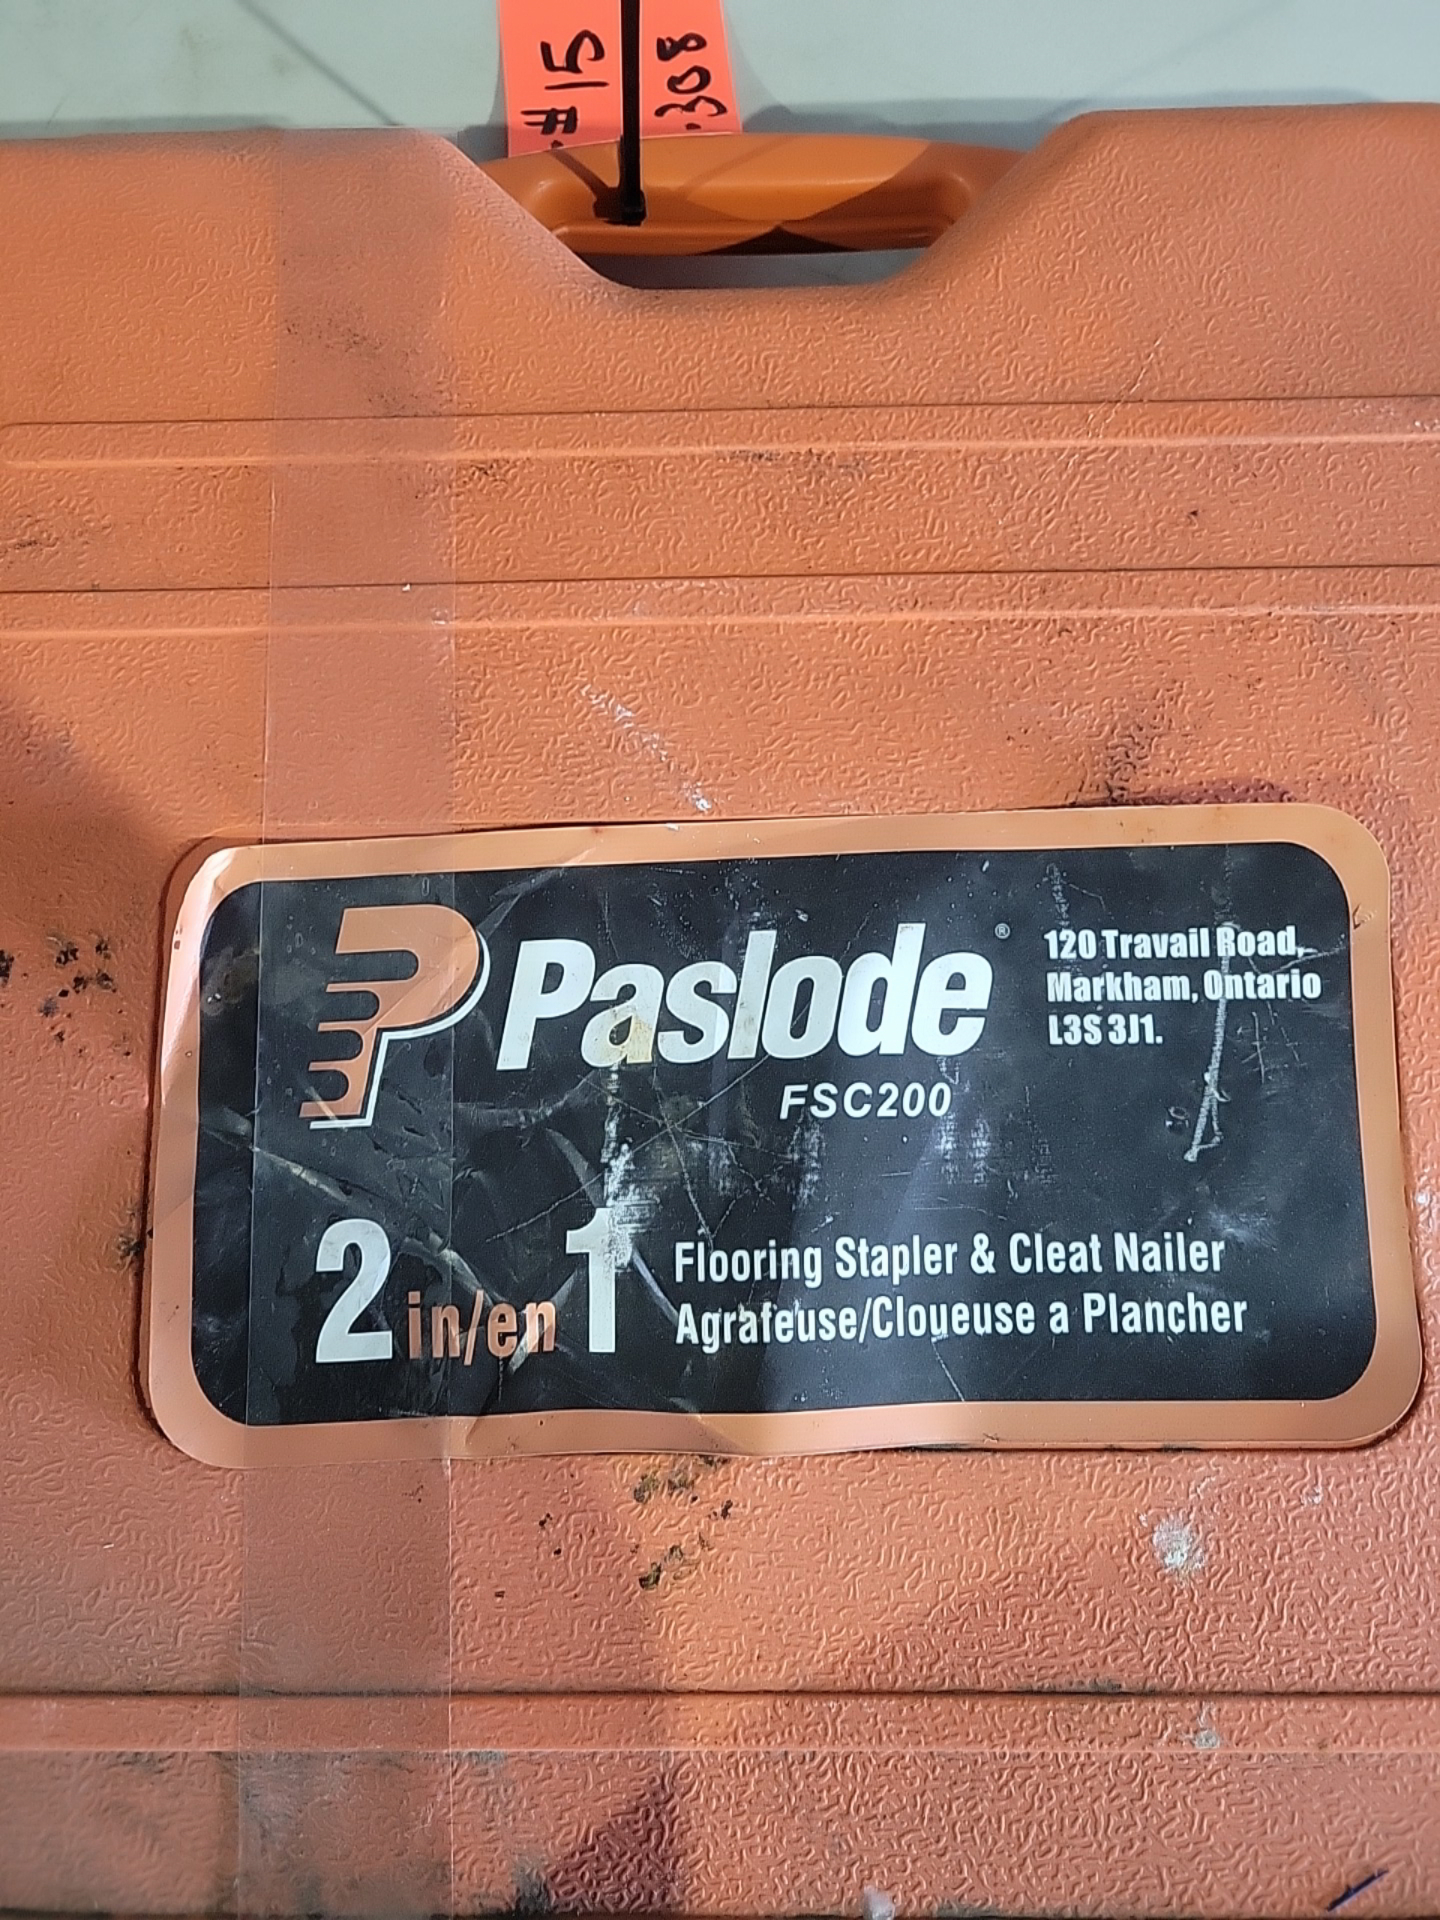 #15
308
Paslode®
FSC200
120 Travail Road,
Markham, Ontario
L3S 3J1.
2 in/en 1
Flooring Stapler & Cleat Nailer
Agrafeuse/Cloueuse a Plancher